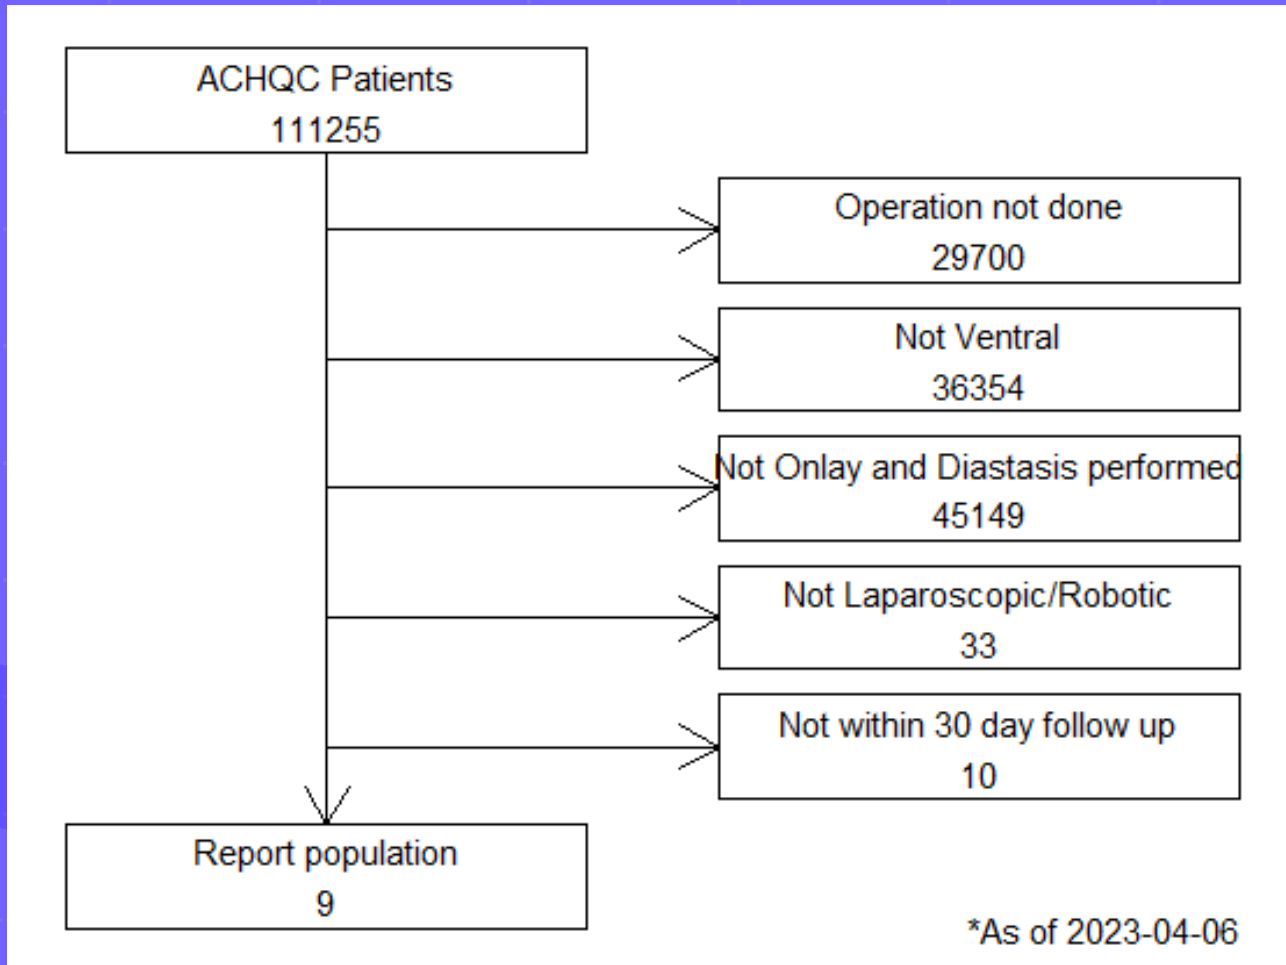 ACHQC Patients
111255
Operation not done
29700
Not Ventral
36354
Not Onlay and Diastasis performed
45149
Not Laparoscopic/Robotic
33
Not within 30 day follow up
10
Report population
9
*As of 2023-04-06